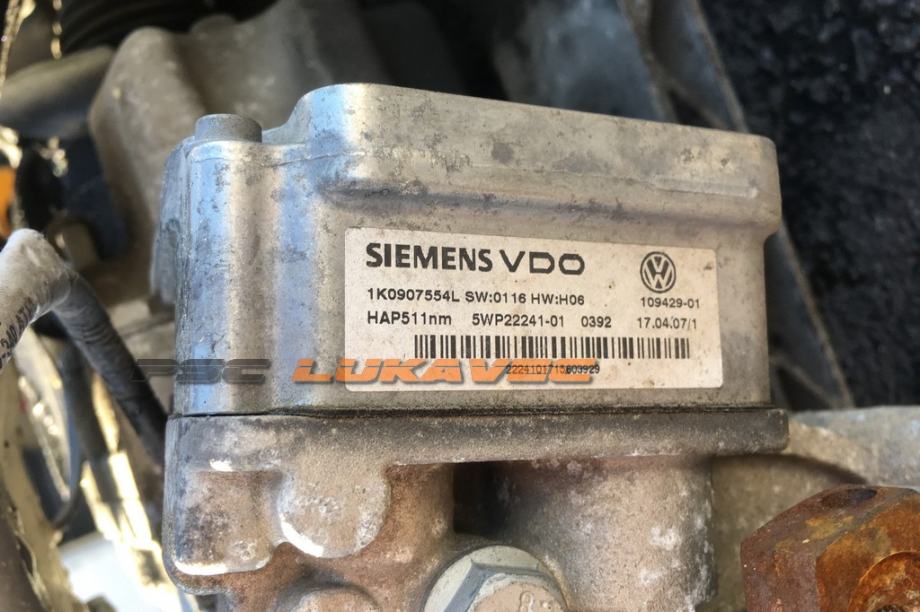 SIEMENS VDO
1K0907554L SW:0116 HW:H06 109429-01
HAP511nm 5WP22241-01 0392 17.04.07/1
PSC LUKAVEC